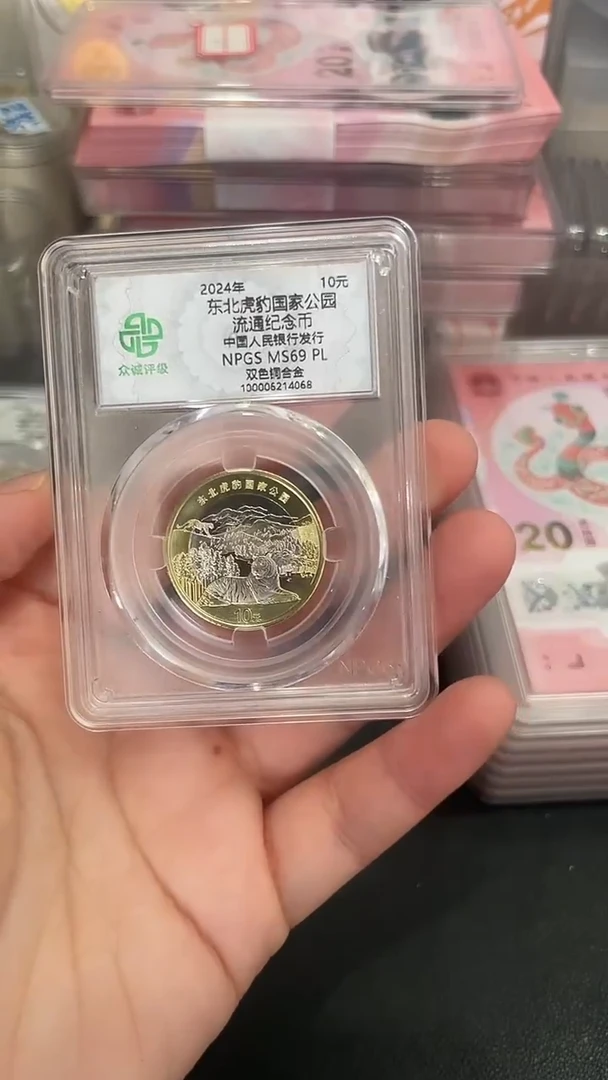 2024年 10元
东北虎豹国家公园
流通纪念币
中国人民银行发行
NPGS MS69 PL
双色铜合金
100006214068
众诚评级
东北虎豹国家公园
10元
20
20